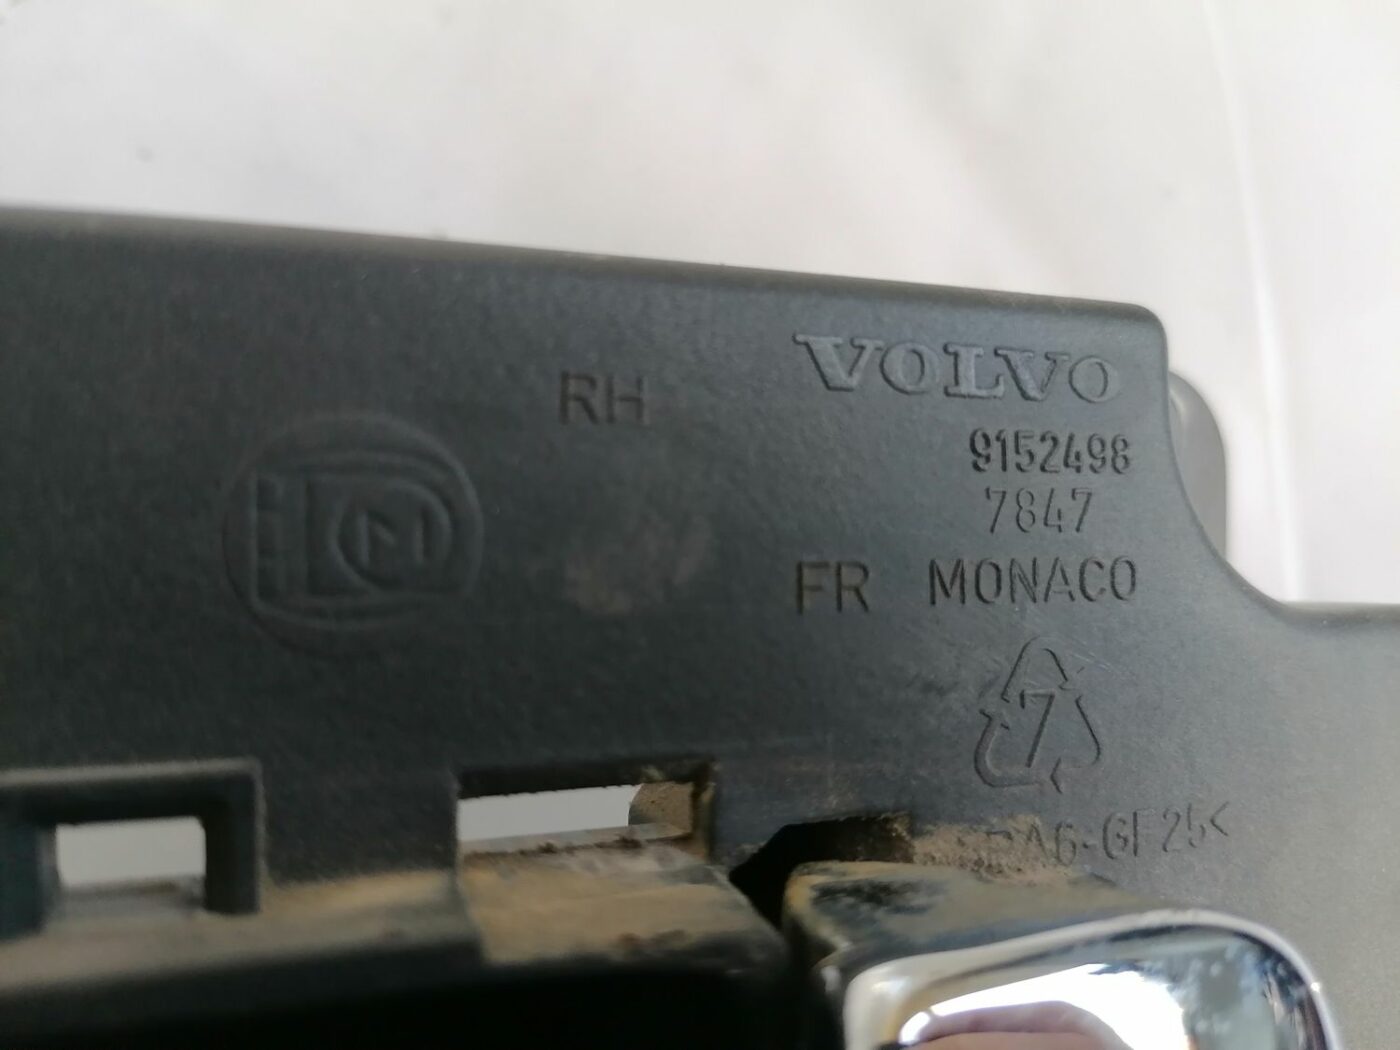 VOLVO
RH
9152498
7847
FR MONACO
7
PA6-GF25<